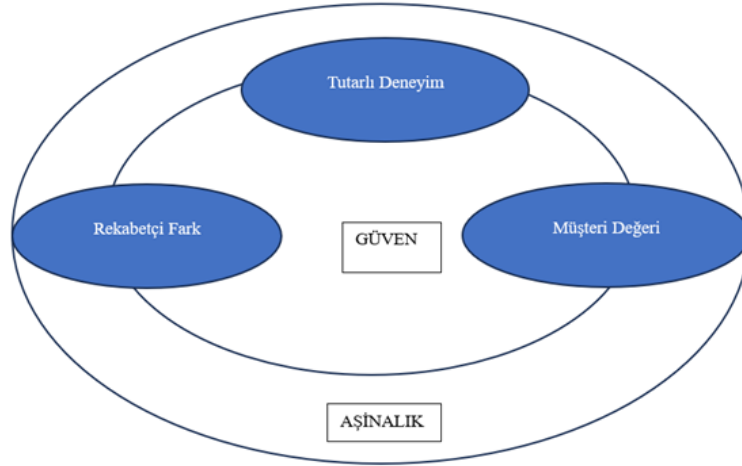 Tutarlı Deneyim
Rekabetçi Fark
GÜVEN
Müşteri Değeri
AŞİNALIK